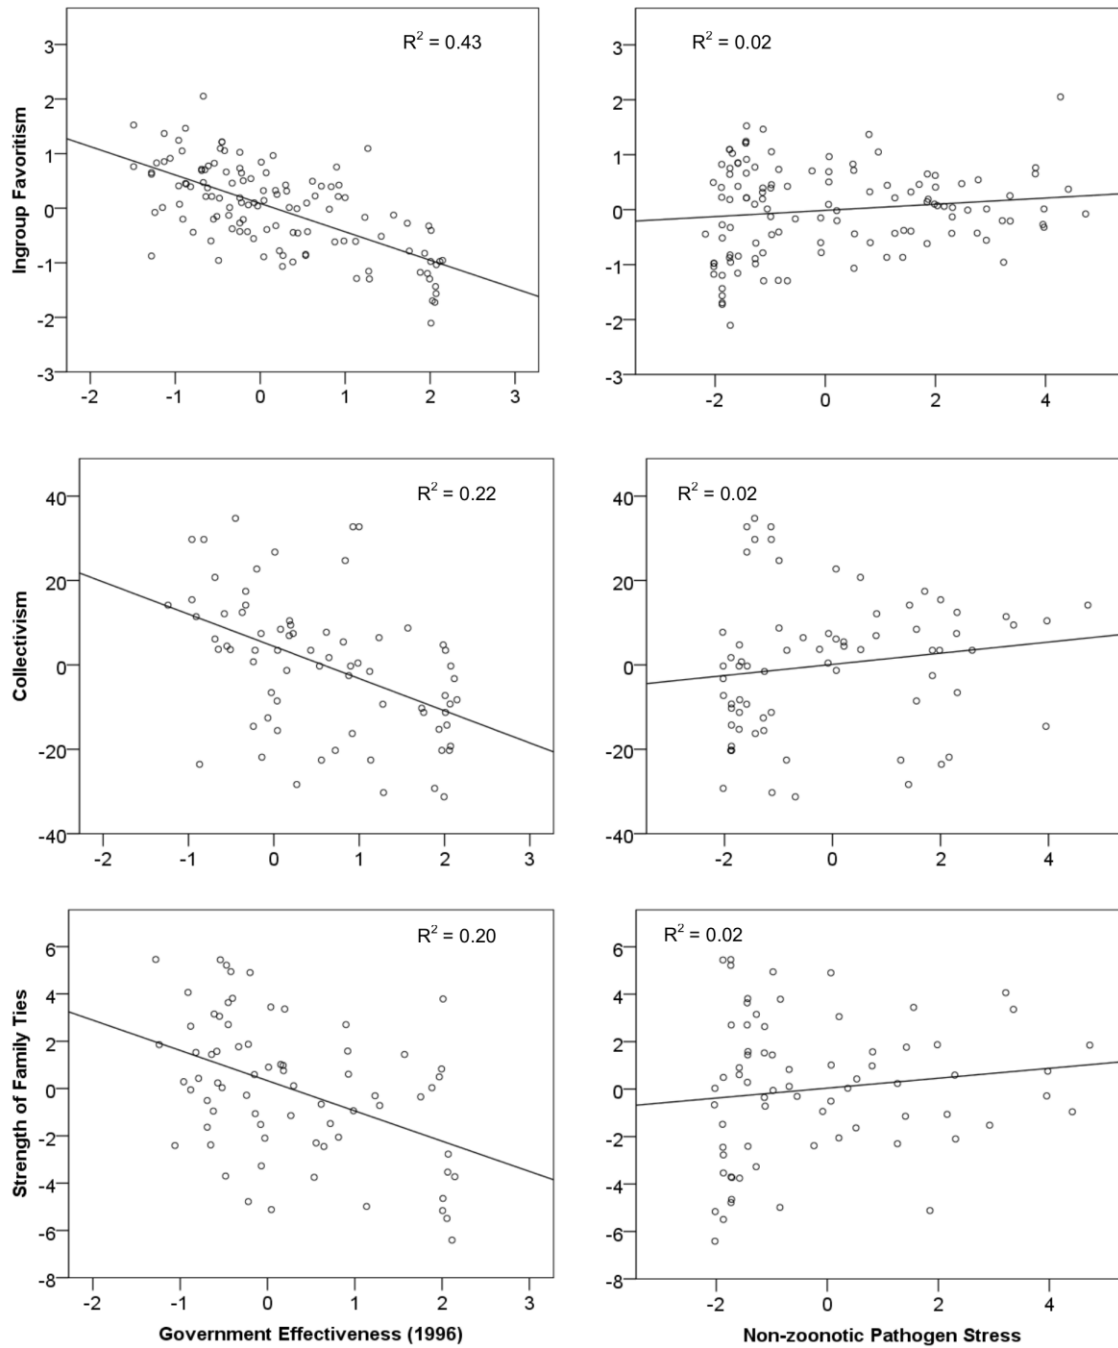 R² = 0.43
3
2
1
0
-1
-2
-3
Ingroup Favoritism
-2 -1 0 1 2 3
R² = 0.02
3
2
1
0
-1
-2
-3
-2 0 2 4
R² = 0.22
40
20
0
-20
-40
Collectivism
-2 -1 0 1 2 3
R² = 0.02
40
20
0
-20
-40
-2 0 2 4
R² = 0.20
6
4
2
0
-2
-4
-6
-8
Strength of Family Ties
-2 -1 0 1 2 3
Government Effectiveness (1996)
R² = 0.02
6
4
2
0
-2
-4
-6
-8
-2 0 2 4
Non-zoonotic Pathogen Stress